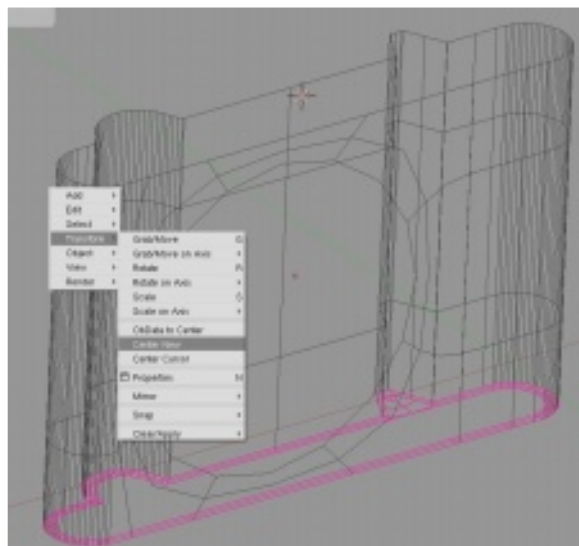 Add
Edit
Select
Transform
Object
View
Render
Grab/Move G
Grab/Move on Axis
Rotate R
Rotate on Axis
Scale S
Scale on Axis
ObData to Center
Center New
Center Cursor
Properties N
Mirror
Snap
Clear/Apply